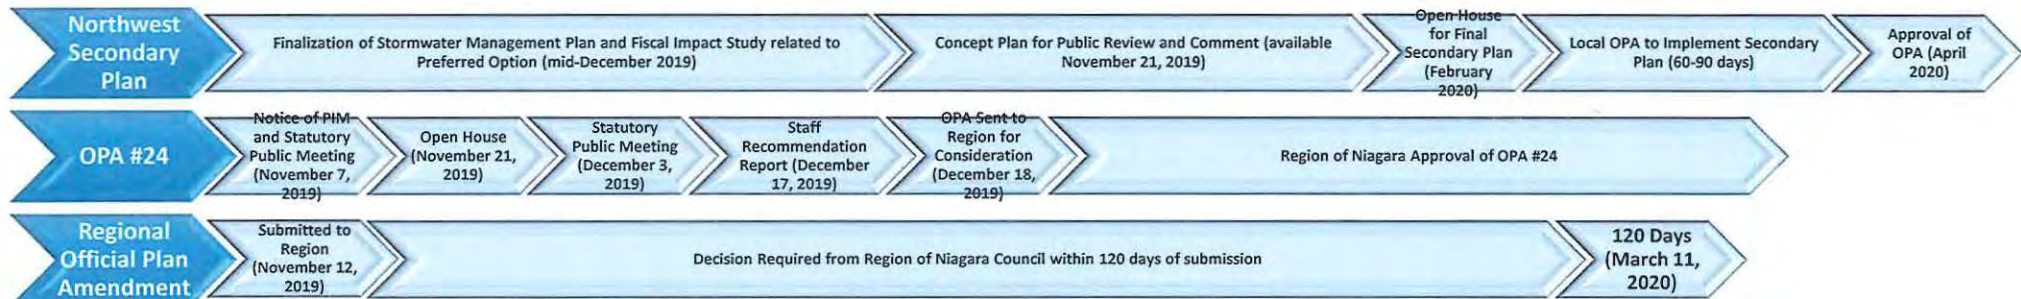 Northwest
Secondary
Plan
Finalization of Stormwater Management Plan and Fiscal Impact Study related to
Preferred Option (mid-December 2019)
Concept Plan for Public Review and Comment (available
November 21, 2019)
Open House
for Final
Secondary Plan
(February
2020)
Local OPA to Implement Secondary
Plan (60-90 days)
Approval of
OPA (April
2020)
OPA #24
Notice of PIM
and Statutory
Public Meeting
(November 7,
2019)
Open House
(November 21,
2019)
Statutory
Public Meeting
(December 3,
2019)
Staff
Recommendation
Report (December
17, 2019)
OPA Sent to
Region for
Consideration
(December 18,
2019)
Region of Niagara Approval of OPA #24
Regional
Official Plan
Amendment
Submitted to
Region
(November 12,
2019)
Decision Required from Region of Niagara Council within 120 days of submission
120 Days
(March 11,
2020)